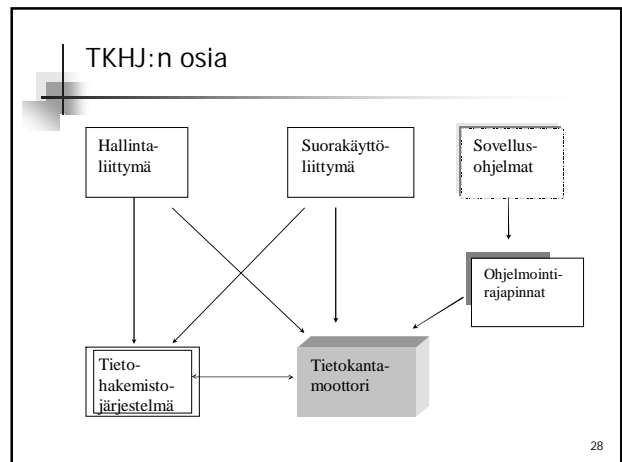 TKHJ:n osia
Hallinta-
liittymä
Suorakäyttö-
liittymä
Sovellus-
ohjelmat
Ohjelmointi-
rajapinnat
Tieto-
hakemisto-
järjestelmä
Tietokanta-
moottori
28